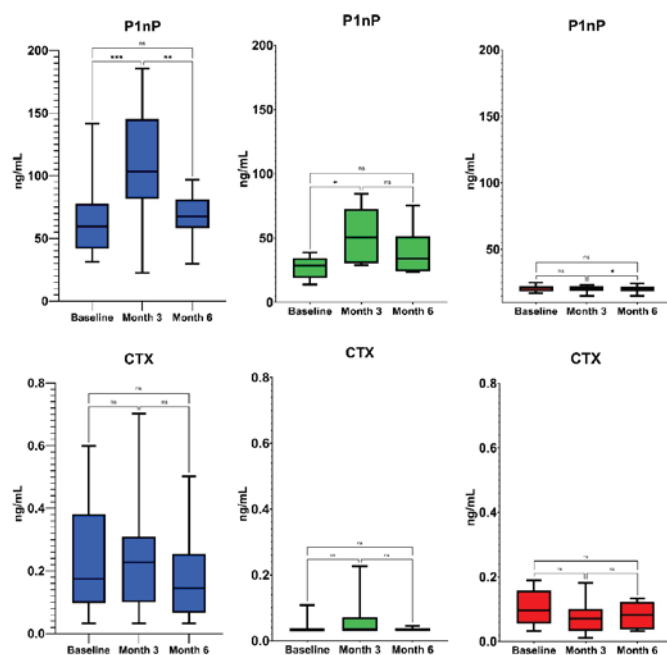 P1nP
ng/mL
200
150
100
50
0
ns
***
**
Baseline Month 3 Month 6
P1nP
ng/mL
200
150
100
50
0
ns
*
ns
Baseline Month 3 Month 6
P1nP
ng/mL
200
150
100
50
ns
ns
*
Baseline Month 3 Month 6
CTX
ng/mL
0.8
0.6
0.4
0.2
0.0
ns
ns
ns
Baseline Month 3 Month 6
CTX
ng/mL
0.8
0.6
0.4
0.2
0.0
ns
ns
ns
Baseline Month 3 Month 6
CTX
ng/mL
0.8
0.6
0.4
0.2
0.0
ns
ns
ns
Baseline Month 3 Month 6